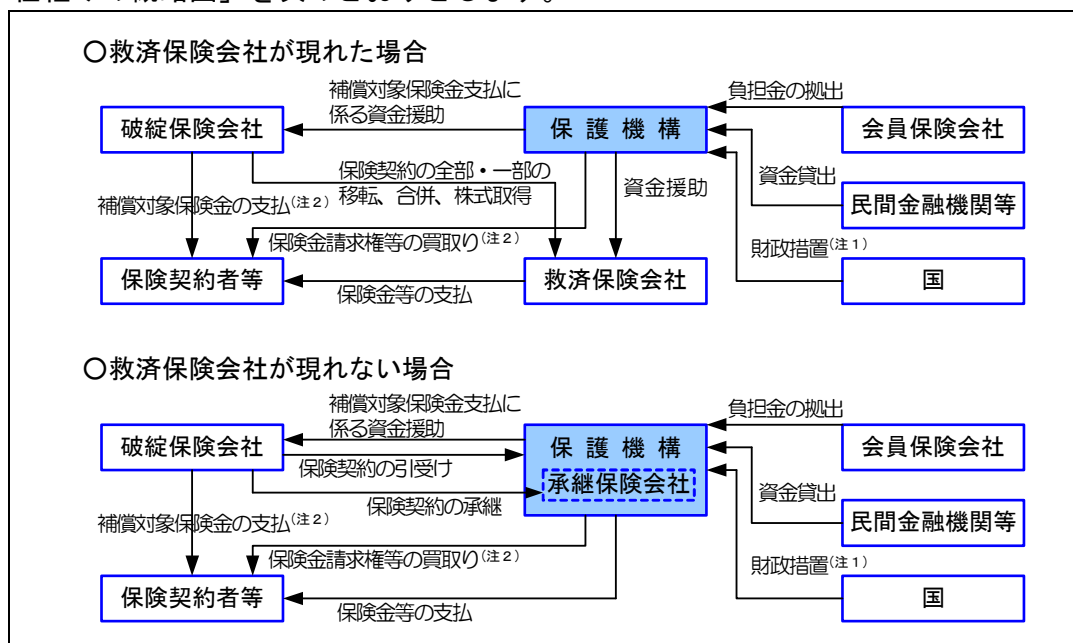 〇救済保険会社が現れた場合
補償対象保険金支払に
係る資金援助
負担金の拠出
破綻保険会社
保護機構
会員保険会社
保険契約の全部・一部の
移転、合併、株式取得
資金援助
資金貸出
補償対象保険金の支払(注2)
民間金融機関等
保険金請求権等の買取り(注2)
財政措置(注1)
保険契約者等
救済保険会社
国
保険金等の支払
〇救済保険会社が現れない場合
補償対象保険金支払に
係る資金援助
負担金の拠出
破綻保険会社
保護機構
会員保険会社
保険契約の引受け
承継保険会社
保険契約の承継
資金貸出
補償対象保険金の支払(注2)
民間金融機関等
保険金請求権等の買取り(注2)
財政措置(注1)
保険契約者等
国
保険金等の支払